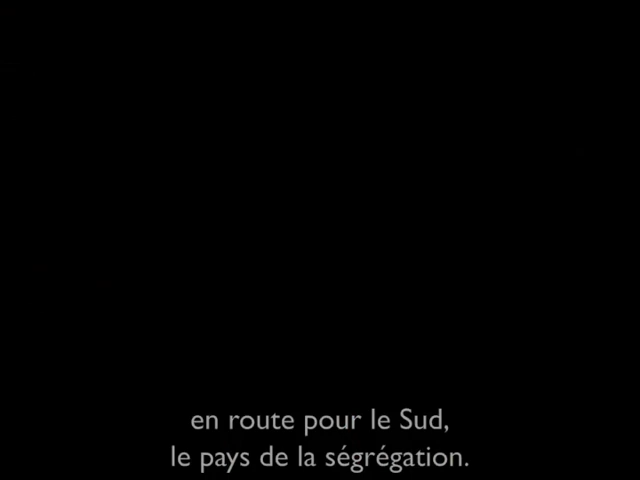 en route pour le Sud,
le pays de la ségrégation.